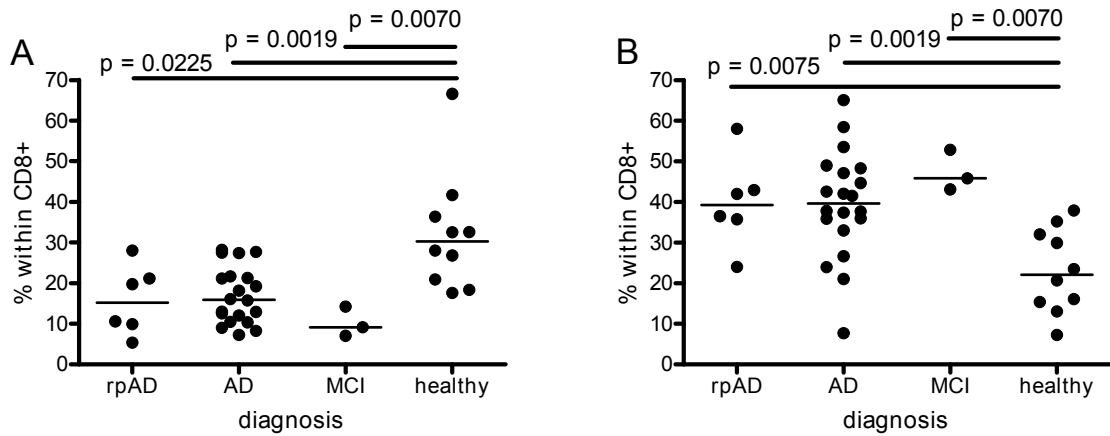 A
p = 0.0070
p = 0.0019
p = 0.0225
70
60
50
40
30
20
10
0
% within CD8+
rpAD AD MCI healthy
diagnosis
B
p = 0.0070
p = 0.0019
p = 0.0075
70
60
50
40
30
20
10
0
% within CD8+
rpAD AD MCI healthy
diagnosis